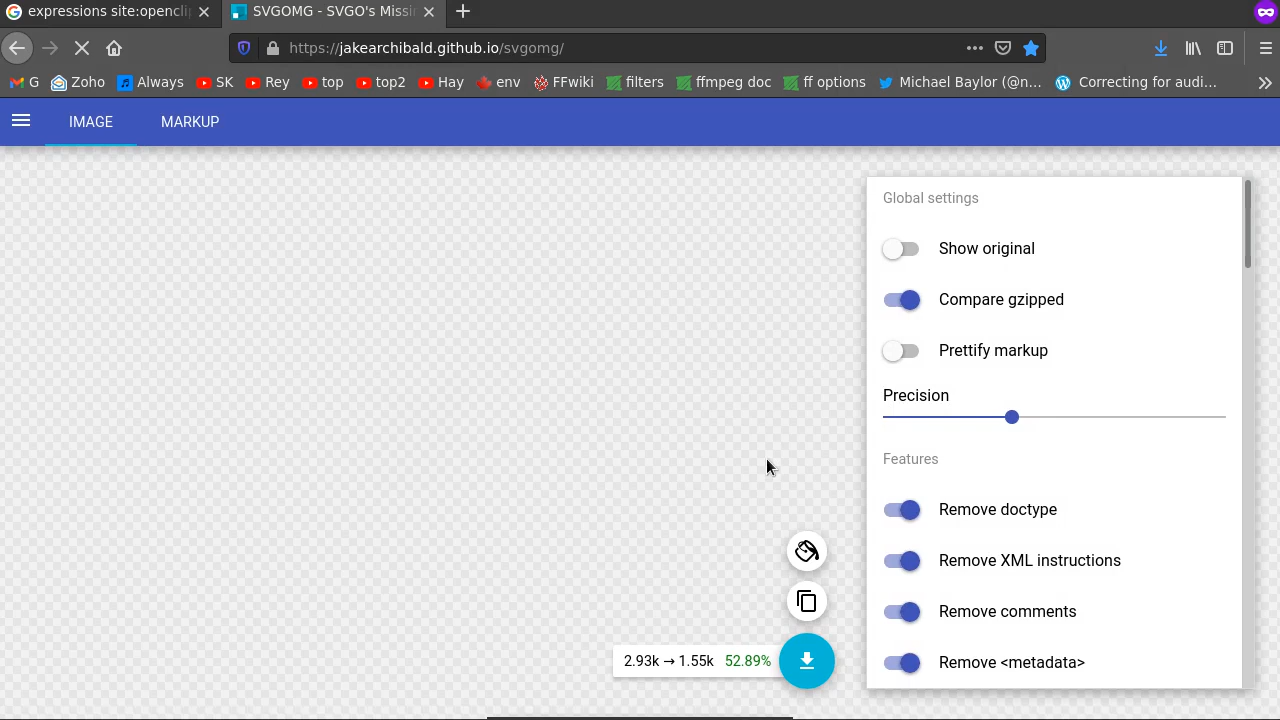 expressions site:openclip
SVGOMG - SVGO's Missi
https://jakearchibald.github.io/svgomg/
G Zoho Always SK Rey top top2 Hay env FFwiki filters ffmpeg doc ff options Michael Baylor (@n... Correcting for audi...
IMAGE MARKUP
Global settings
Show original
Compare gzipped
Prettify markup
Precision
Features
Remove doctype
Remove XML instructions
Remove comments
Remove <metadata>
2.93k → 1.55k 52.89%